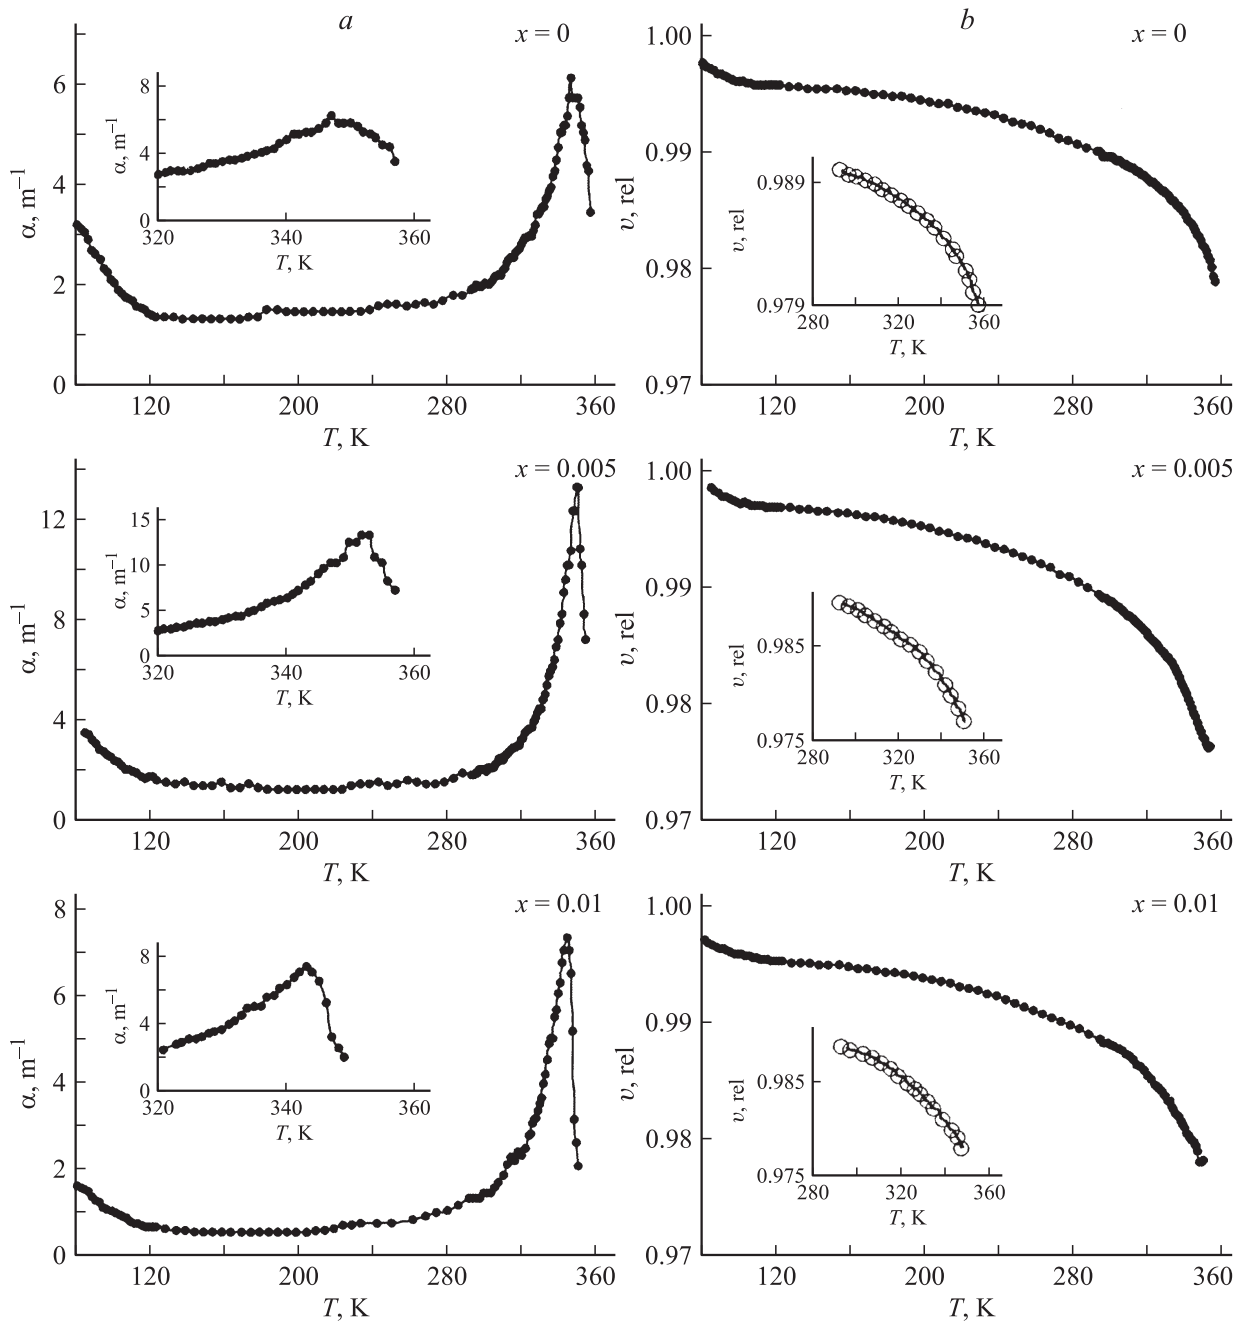 a
x = 0
α, m⁻¹
6
4
2
0
120 200 280 360
T, K
α, m⁻¹
8
4
0
320 340 360
T, K
b
x = 0
υ, rel
1.00
0.99
0.98
0.97
120 200 280 360
T, K
υ, rel
0.989
0.979
280 320 360
T, K
x = 0.005
α, m⁻¹
12
8
4
0
120 200 280 360
T, K
α, m⁻¹
15
10
5
0
320 340 360
T, K
x = 0.005
υ, rel
1.00
0.99
0.98
0.97
120 200 280 360
T, K
υ, rel
0.985
0.975
280 320 360
T, K
x = 0.01
α, m⁻¹
8
6
4
2
0
120 200 280 360
T, K
α, m⁻¹
8
4
0
320 340 360
T, K
x = 0.01
υ, rel
1.00
0.99
0.98
0.97
120 200 280 360
T, K
υ, rel
0.985
0.975
280 320 360
T, K